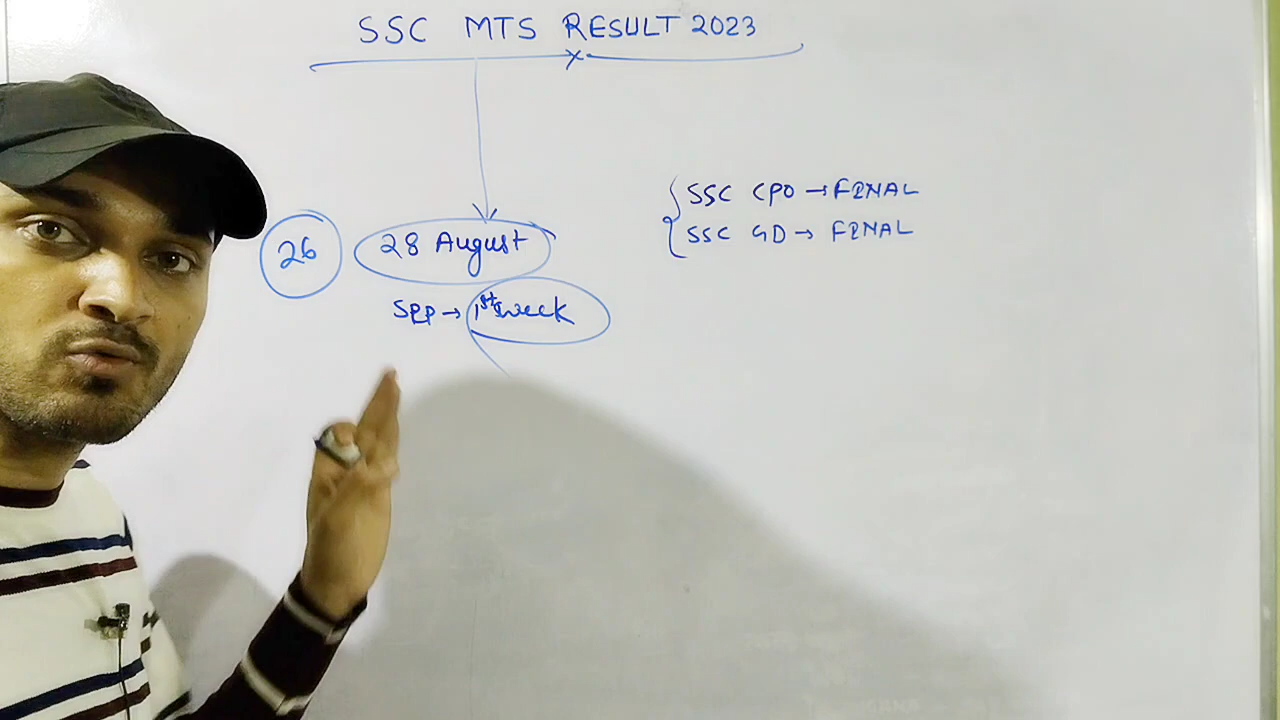 SSC MTS RESULT 2023
SSC CPO → FINAL
SSC GD → FINAL
26 28 August
SEP → 1st week